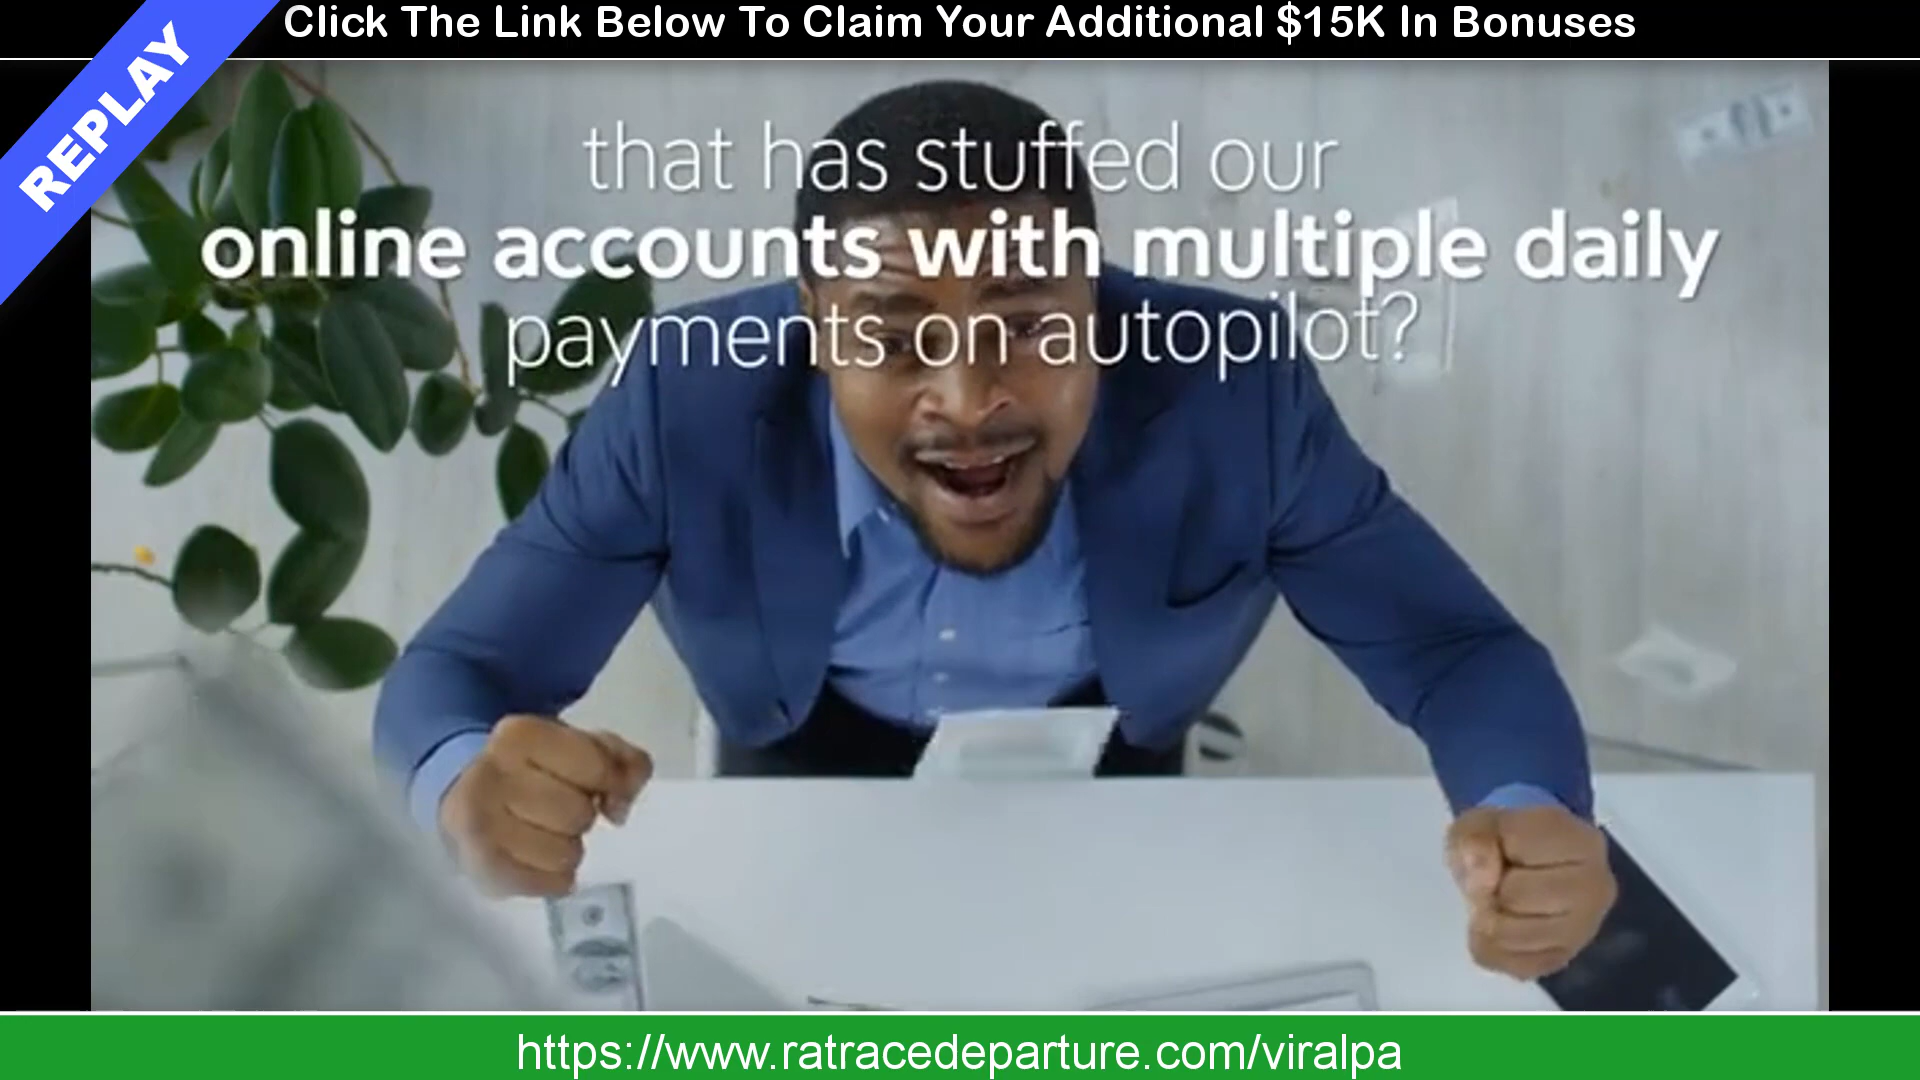 Click The Link Below To Claim Your Additional $15K In Bonuses
REPLAY
that has stuffed our
online accounts with multiple daily
payments on autopilot?
https://www.ratracedeparture.com/viralpa